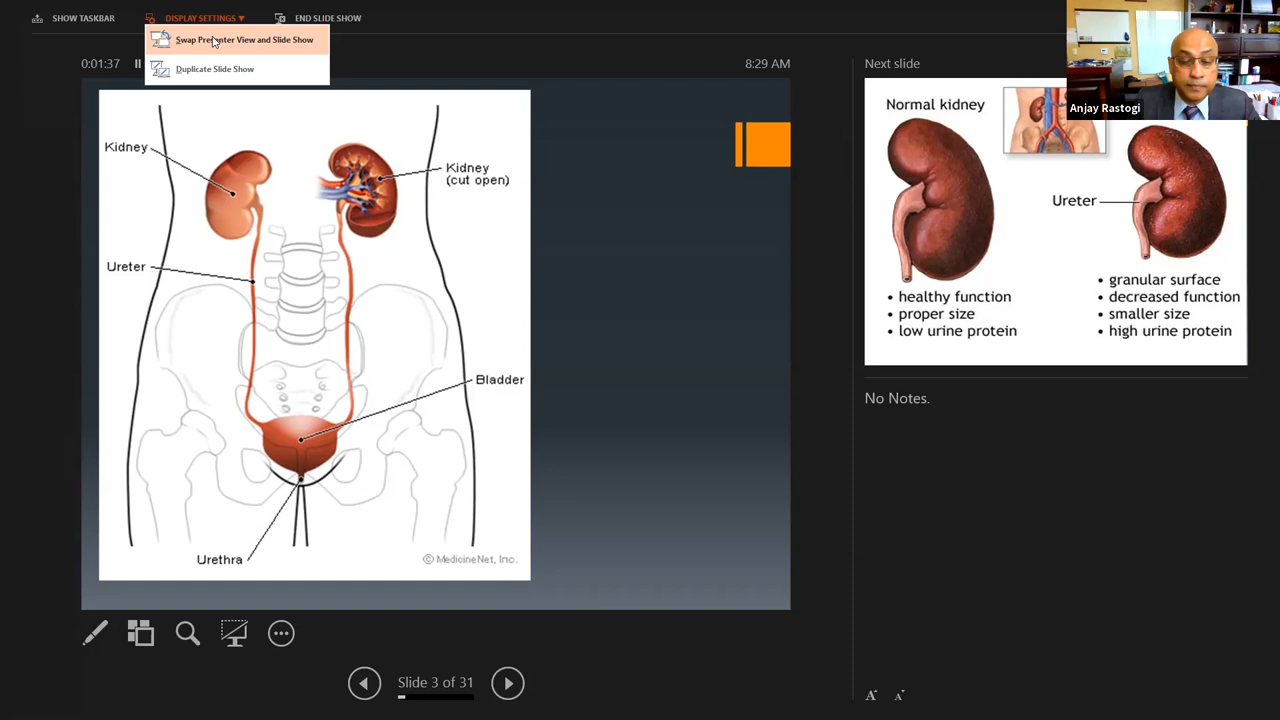 SHOW TASKBAR
DISPLAY SETTINGS ▼
END SLIDE SHOW
Swap Presenter View and Slide Show
Duplicate Slide Show
0:01:37
8:29 AM
Kidney
Kidney
(cut open)
Ureter
Bladder
Urethra
© MedicineNet, Inc.
Next slide
Anjay Rastogi
Normal kidney
Ureter
• healthy function
• proper size
• low urine protein
• granular surface
• decreased function
• smaller size
• high urine protein
No Notes.
Slide 3 of 31
A A